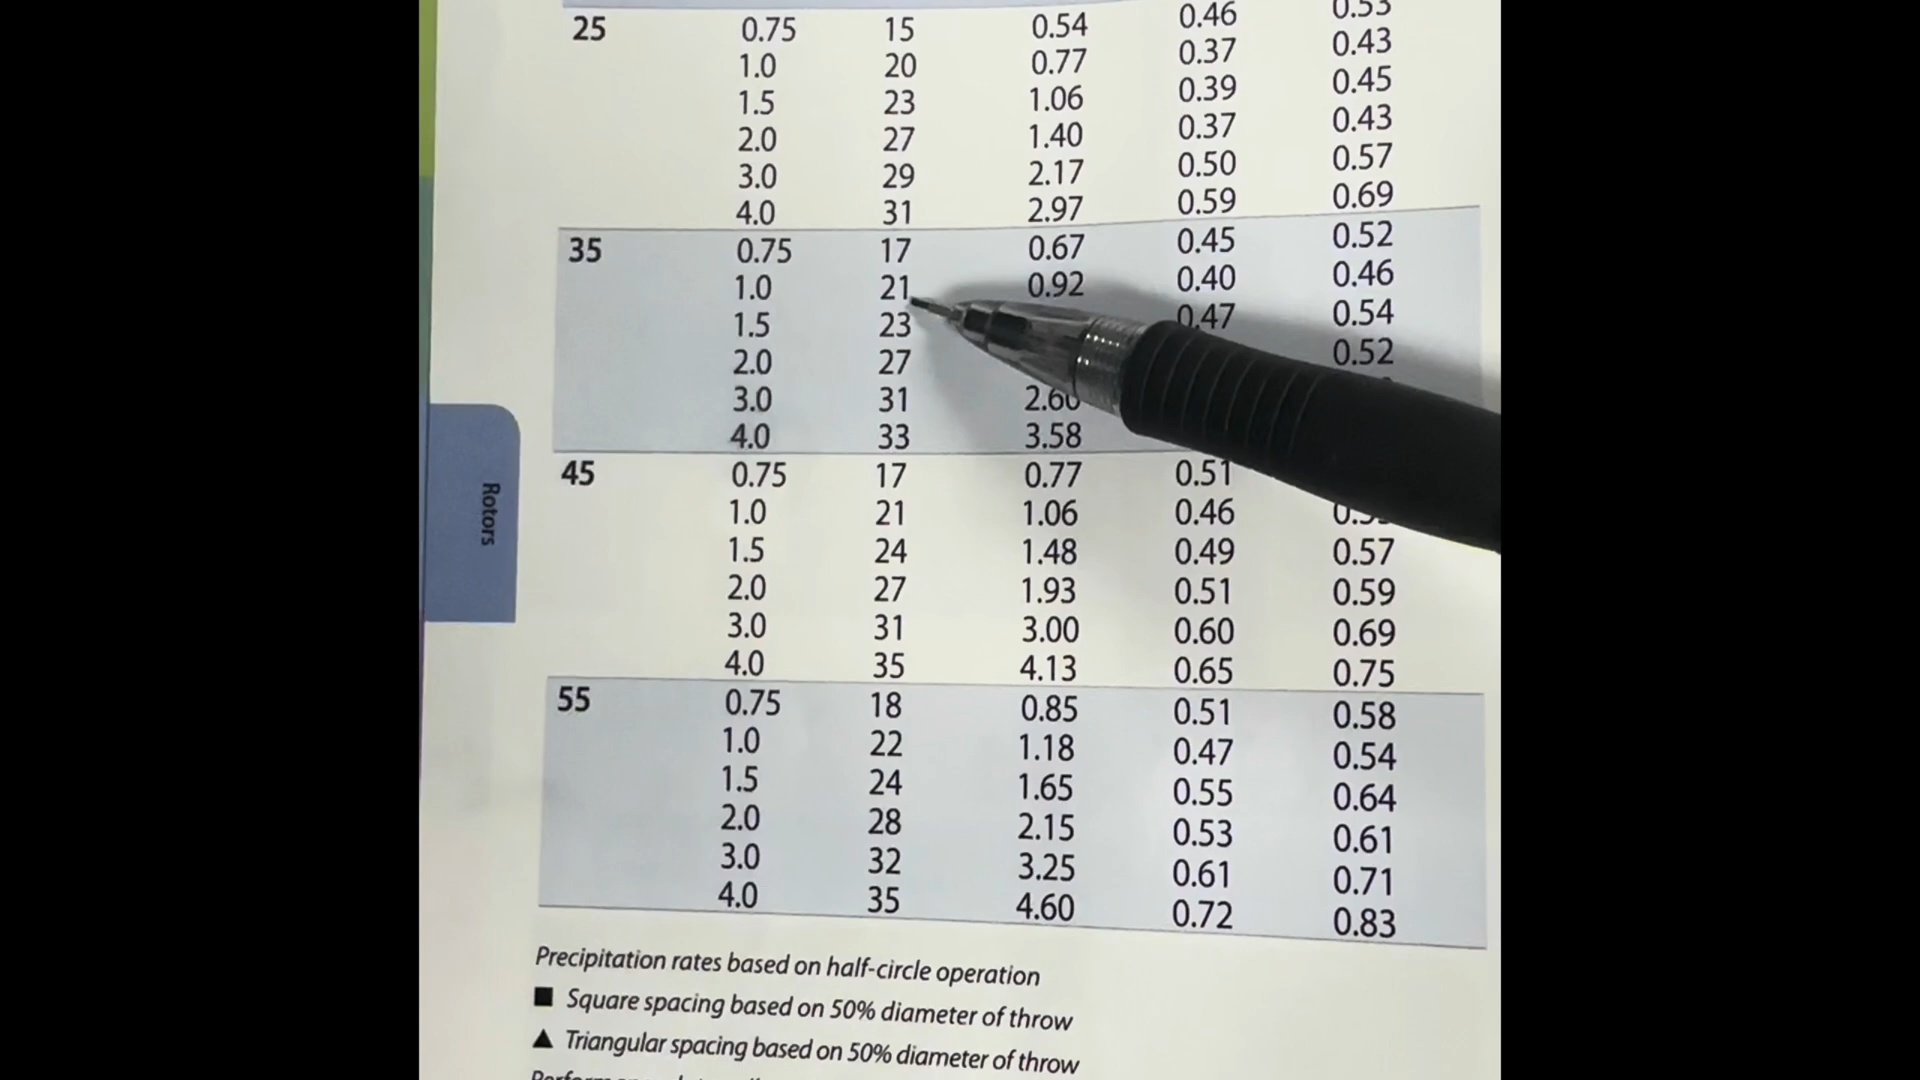 25 0.75 15 0.54 0.46 0.53
1.0 20 0.77 0.37 0.43
1.5 23 1.06 0.39 0.45
2.0 27 1.40 0.37 0.43
3.0 29 2.17 0.50 0.57
4.0 31 2.97 0.59 0.69
35 0.75 17 0.67 0.45 0.52
1.0 21 0.92 0.40 0.46
1.5 23 0.47 0.54
2.0 27 0.52
3.0 31 2.60
4.0 33 3.58
45 0.75 17 0.77 0.51
1.0 21 1.06 0.46
1.5 24 1.48 0.49 0.57
2.0 27 1.93 0.51 0.59
3.0 31 3.00 0.60 0.69
4.0 35 4.13 0.65 0.75
55 0.75 18 0.85 0.51 0.58
1.0 22 1.18 0.47 0.54
1.5 24 1.65 0.55 0.64
2.0 28 2.15 0.53 0.61
3.0 32 3.25 0.61 0.71
4.0 35 4.60 0.72 0.83
Rotors
Precipitation rates based on half-circle operation
■ Square spacing based on 50% diameter of throw
▲ Triangular spacing based on 50% diameter of throw